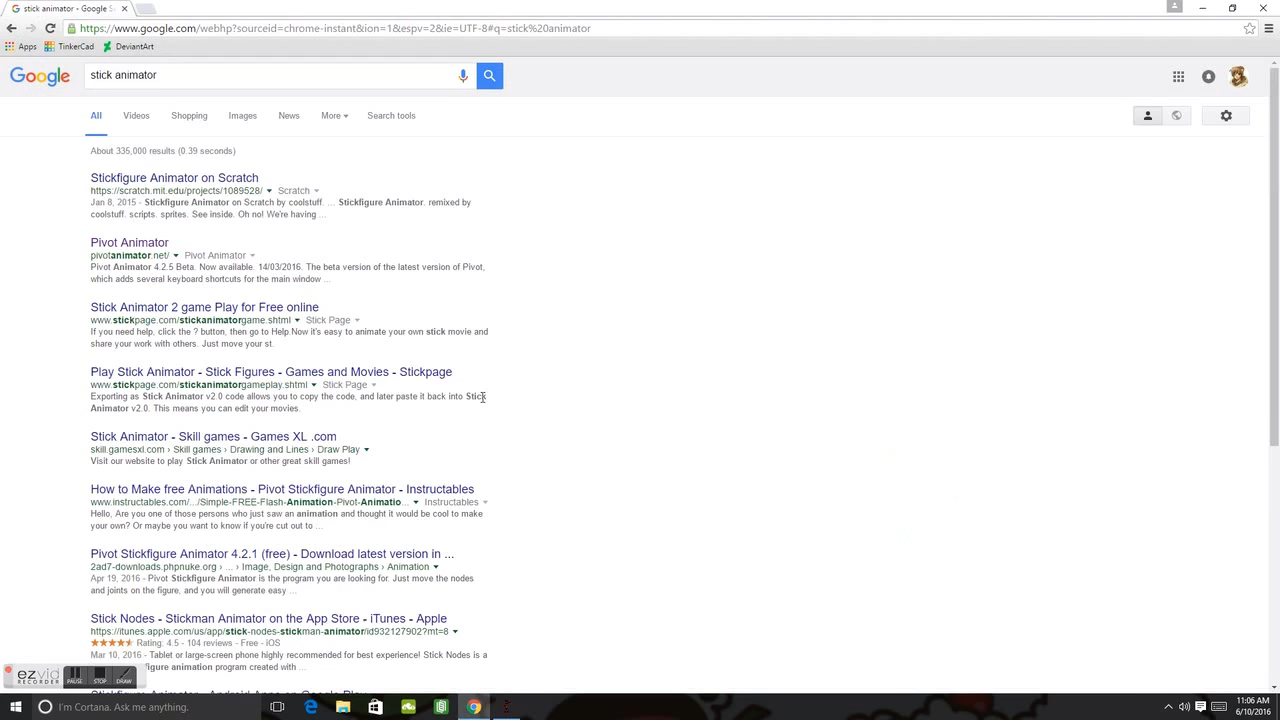 stick animator - Google S
https://www.google.com/webhp?sourceid=chrome-instant&ion=1&espv=2&ie=UTF-8#q=stick%20animator
Apps TinkerCad DeviantArt
Google stick animator
All Videos Shopping Images News More Search tools
About 335,000 results (0.39 seconds)
Stickfigure Animator on Scratch
https://scratch.mit.edu/projects/1089528/ Scratch
Jan 8, 2015 - Stickfigure Animator on Scratch by coolstuff. ... Stickfigure Animator. remixed by
coolstuff. scripts. sprites. See inside. Oh no! We're having ...
Pivot Animator
pivotanimator.net/ Pivot Animator
Pivot Animator 4.2.5 Beta. Now available. 14/03/2016. The beta version of the latest version of Pivot,
which adds several keyboard shortcuts for the main window ...
Stick Animator 2 game Play for Free online
www.stickpage.com/stickanimatorgame.shtml Stick Page
If you need help, click the ? button, then go to Help.Now it's easy to animate your own stick movie and
share your work with others. Just move your st.
Play Stick Animator - Stick Figures - Games and Movies - Stickpage
www.stickpage.com/stickanimatorgameplay.shtml Stick Page
Exporting as Stick Animator v2.0 code allows you to copy the code, and later paste it back into Stick
Animator v2.0. This means you can edit your movies.
Stick Animator - Skill games - Games XL .com
skill.gamesxl.com › Skill games › Drawing and Lines › Draw Play
Visit our website to play Stick Animator or other great skill games!
How to Make free Animations - Pivot Stickfigure Animator - Instructables
www.instructables.com/.../Simple-FREE-Flash-Animation-Pivot-Animatio... Instructables
Hello, Are you one of those persons who just saw an animation and thought it would be cool to make
your own? Or maybe you want to know if you're cut out to ...
Pivot Stickfigure Animator 4.2.1 (free) - Download latest version in ...
2ad7-downloads.phpnuke.org › ... › Image, Design and Photographs › Animation
Apr 19, 2016 - Pivot Stickfigure Animator is the program you are looking for. Just move the nodes
and joints on the figure, and you will generate easy ...
Stick Nodes - Stickman Animator on the App Store - iTunes - Apple
https://itunes.apple.com/us/app/stick-nodes-stickman-animator/id932127902?mt=8
Rating: 4.5 - 104 reviews - Free - iOS
Mar 10, 2016 - Tablet or large-screen phone highly recommended for best experience! Stick Nodes is a
figure animation program created with ...
ezvid
RECORDER PAUSE STOP DRAW
I'm Cortana. Ask me anything.
11:06 AM
6/10/2016